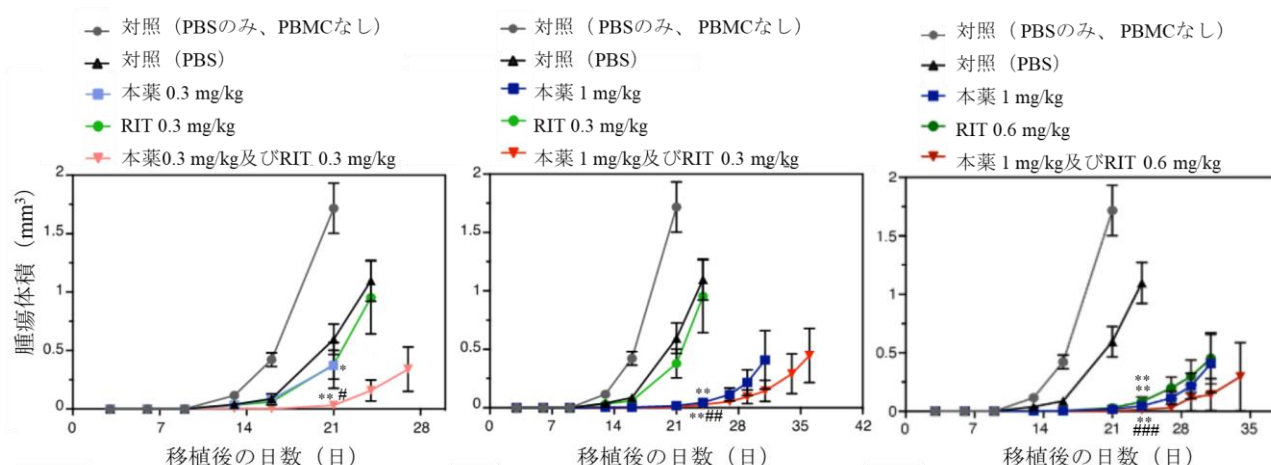 対照（PBSのみ、PBMCなし）
対照（PBS）
本薬 0.3 mg/kg
RIT 0.3 mg/kg
本薬0.3 mg/kg及びRIT 0.3 mg/kg
対照（PBSのみ、PBMCなし）
対照（PBS）
本薬 1 mg/kg
RIT 0.3 mg/kg
本薬 1 mg/kg及びRIT 0.3 mg/kg
対照（PBSのみ、PBMCなし）
対照（PBS）
本薬 1 mg/kg
RIT 0.6 mg/kg
本薬 1 mg/kg及びRIT 0.6 mg/kg
腫瘍体積（mm³）
2
1.5
1
0.5
0
*
** #
0 7 14 21 28
移植後の日数（日）
2
1.5
1
0.5
0
**
**##
0 7 14 21 28 35 42
移植後の日数（日）
2
1.5
1
0.5
0
**
**
**
###
0 7 14 21 28 35
移植後の日数（日）